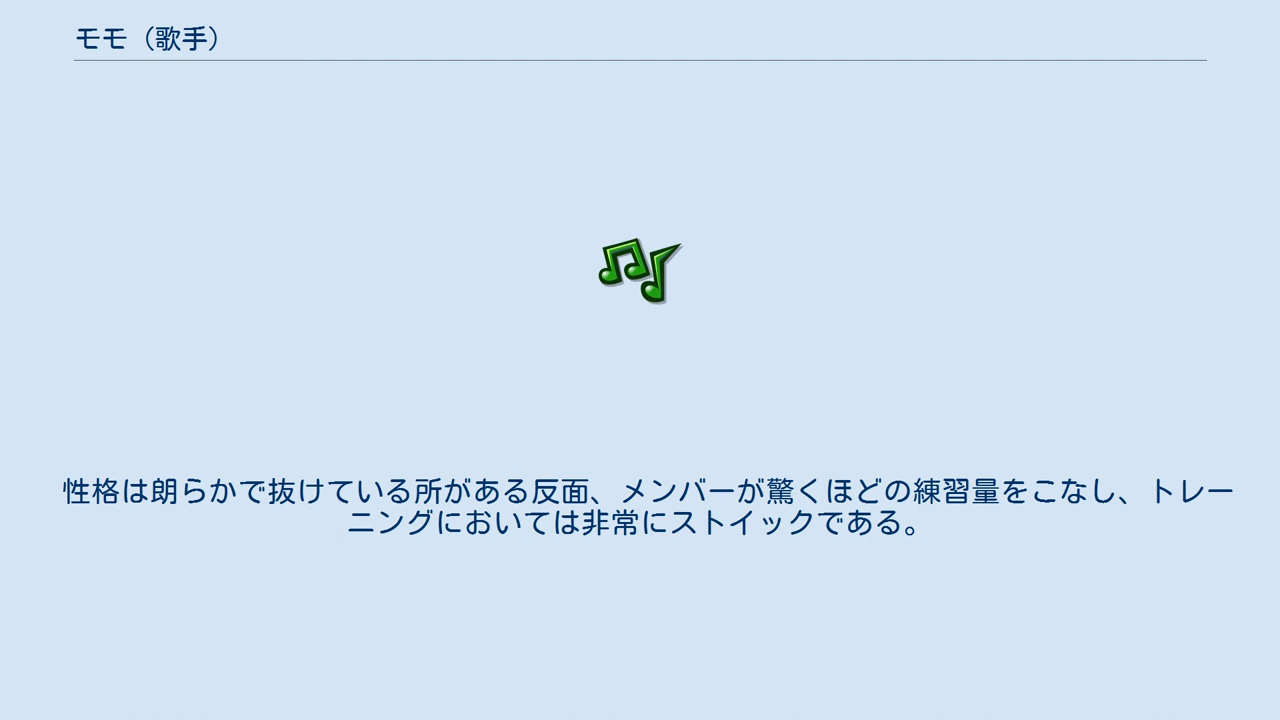 モモ（歌手）
性格は朗らかで抜けている所がある反面、メンバーが驚くほどの練習量をこなし、トレー
ニングにおいては非常にストイックである。